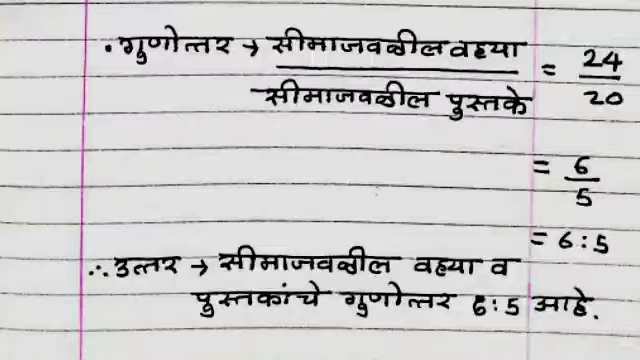 . गुणोत्तर → सीमाजवळील वह्या / सीमाजवळील पुस्तके = 24/20
= 6/5
= 6:5
∴ उत्तर → सीमाजवळील वह्या व
पुस्तकांचे गुणोत्तर 6:5 आहे.